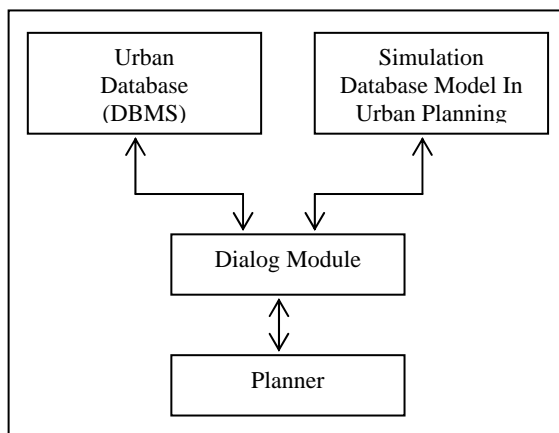 Urban
Database
(DBMS)
Simulation
Database Model In
Urban Planning
Dialog Module
Planner